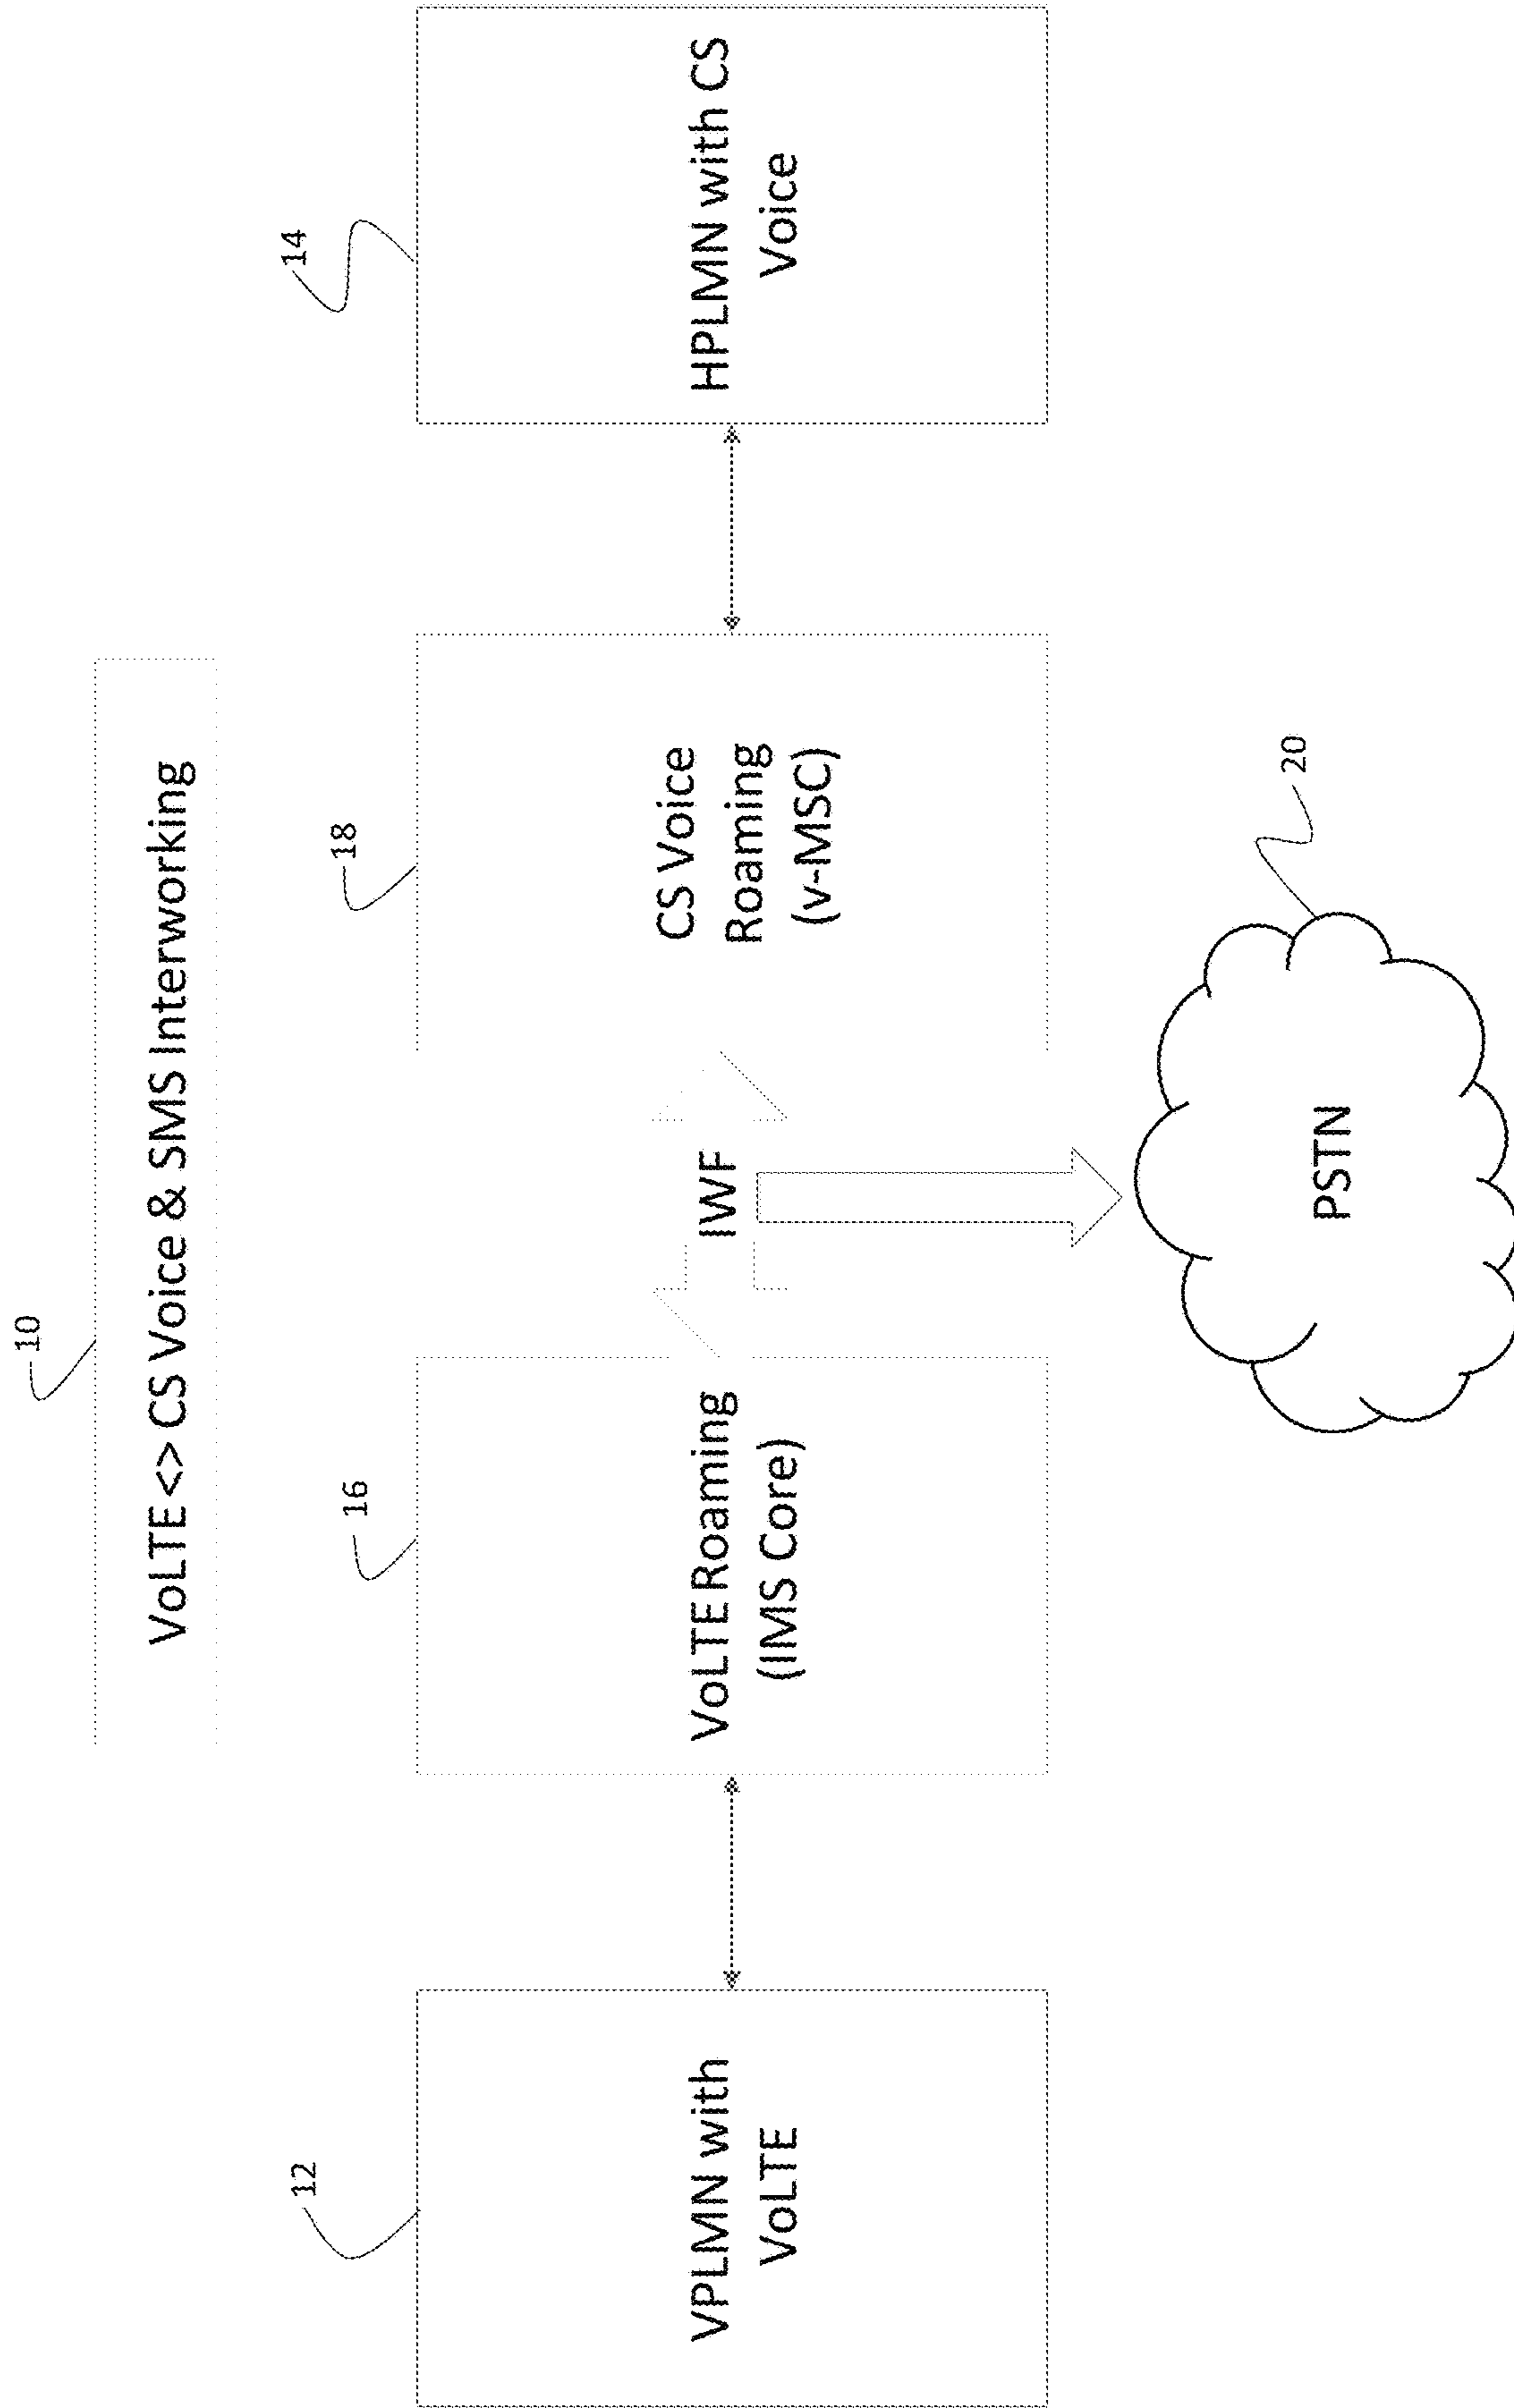 10
VoLTE <> CS Voice & SMS Interworking
12
16
18
14
VPLMN with
VoLTE
VoLTE Roaming
(IMS Core)
IWF
CS Voice
Roaming
(v-MSC)
HPLMN with CS
Voice
PSTN
20